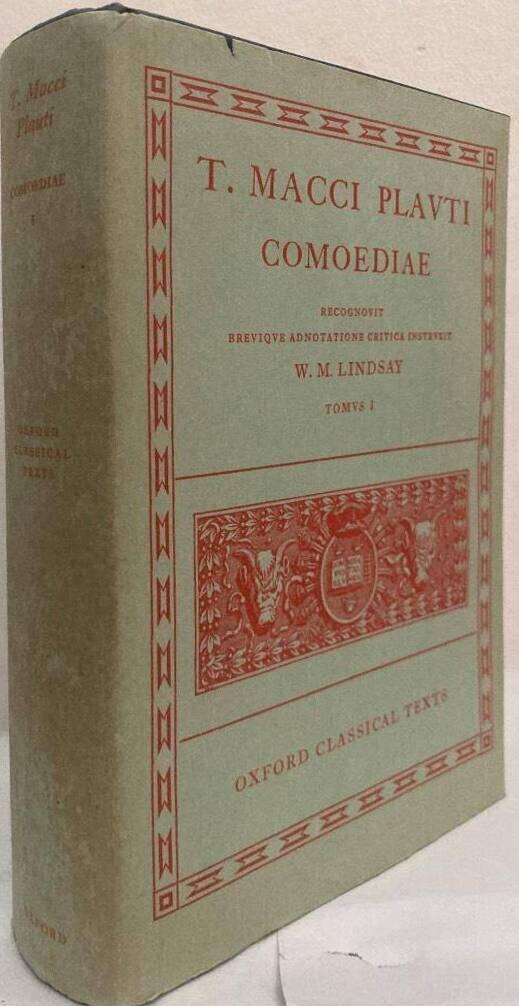 T. Macci
Plauti
COMOEDIAE
I
OXFORD
CLASSICAL
TEXTS
OXFORD
T. MACCI PLAVTI
COMOEDIAE
RECOGNOVIT
BREVIQVE ADNOTATIONE CRITICA INSTRVXIT
W. M. LINDSAY
TOMVS I
OXFORD CLASSICAL TEXTS